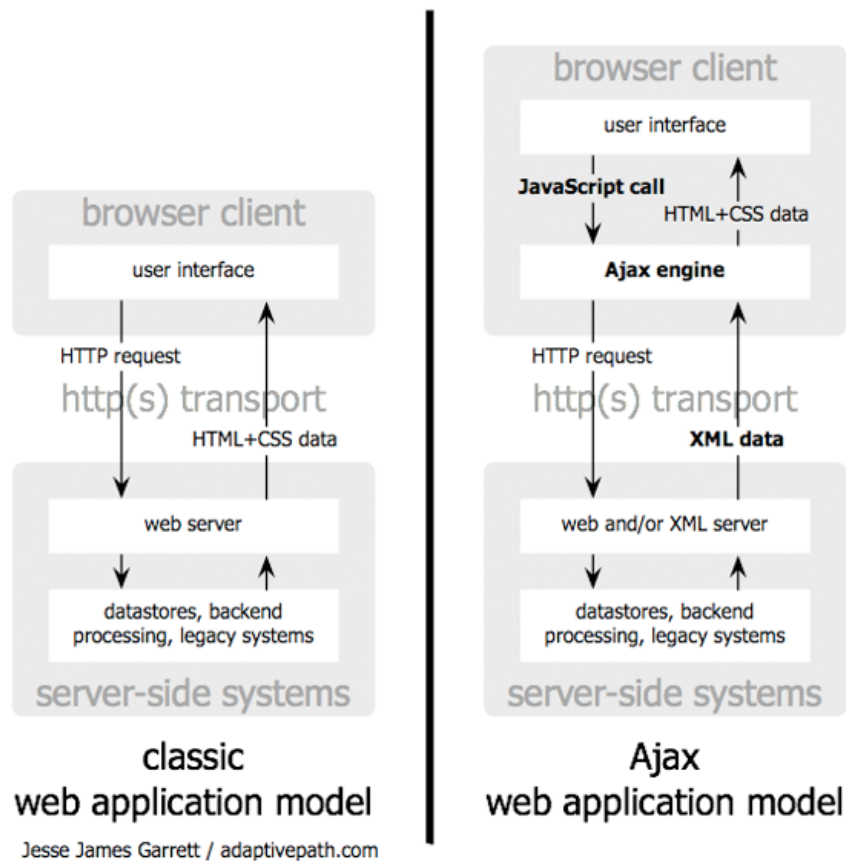 browser client
user interface
HTTP request
http(s) transport
HTML+CSS data
web server
datastores, backend
processing, legacy systems
server-side systems
classic
web application model
Jesse James Garrett / adaptivepath.com
browser client
user interface
JavaScript call
HTML+CSS data
Ajax engine
HTTP request
http(s) transport
XML data
web and/or XML server
datastores, backend
processing, legacy systems
server-side systems
Ajax
web application model